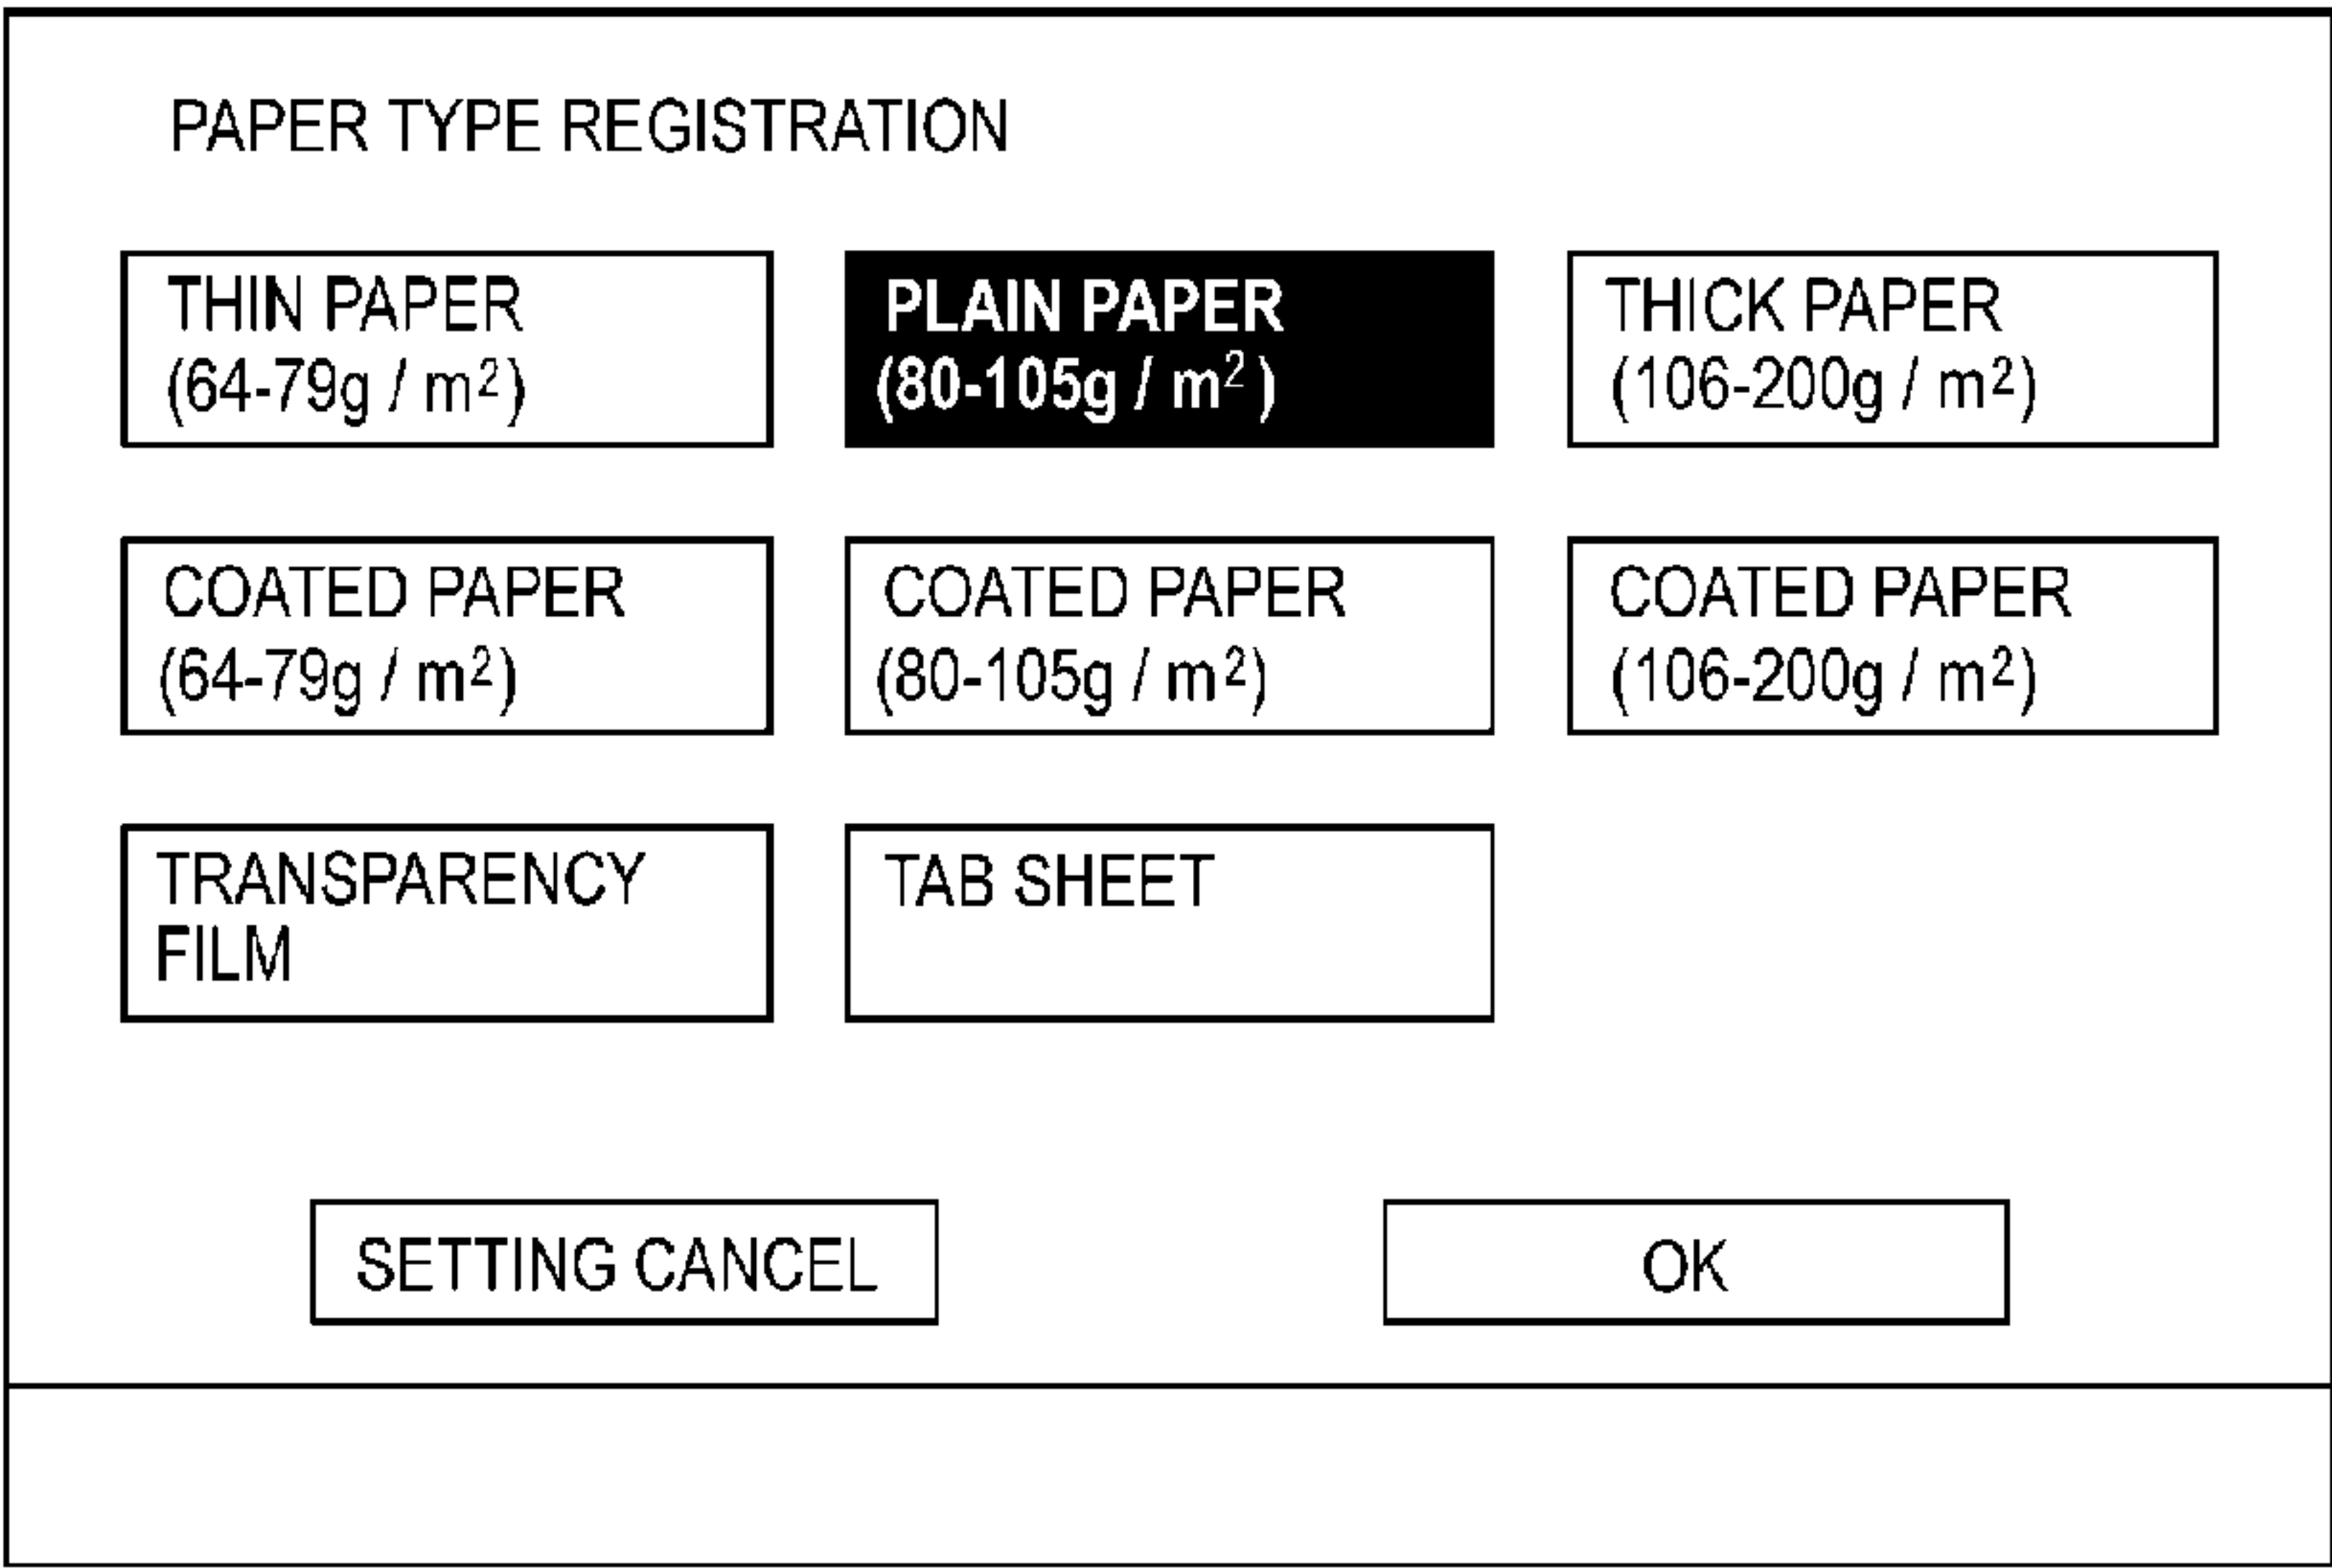 PAPER TYPE REGISTRATION
THIN PAPER
(64-79g / m²)
PLAIN PAPER
(80-105g / m²)
THICK PAPER
(106-200g / m²)
COATED PAPER
(64-79g / m²)
COATED PAPER
(80-105g / m²)
COATED PAPER
(106-200g / m²)
TRANSPARENCY
FILM
TAB SHEET
SETTING CANCEL
OK